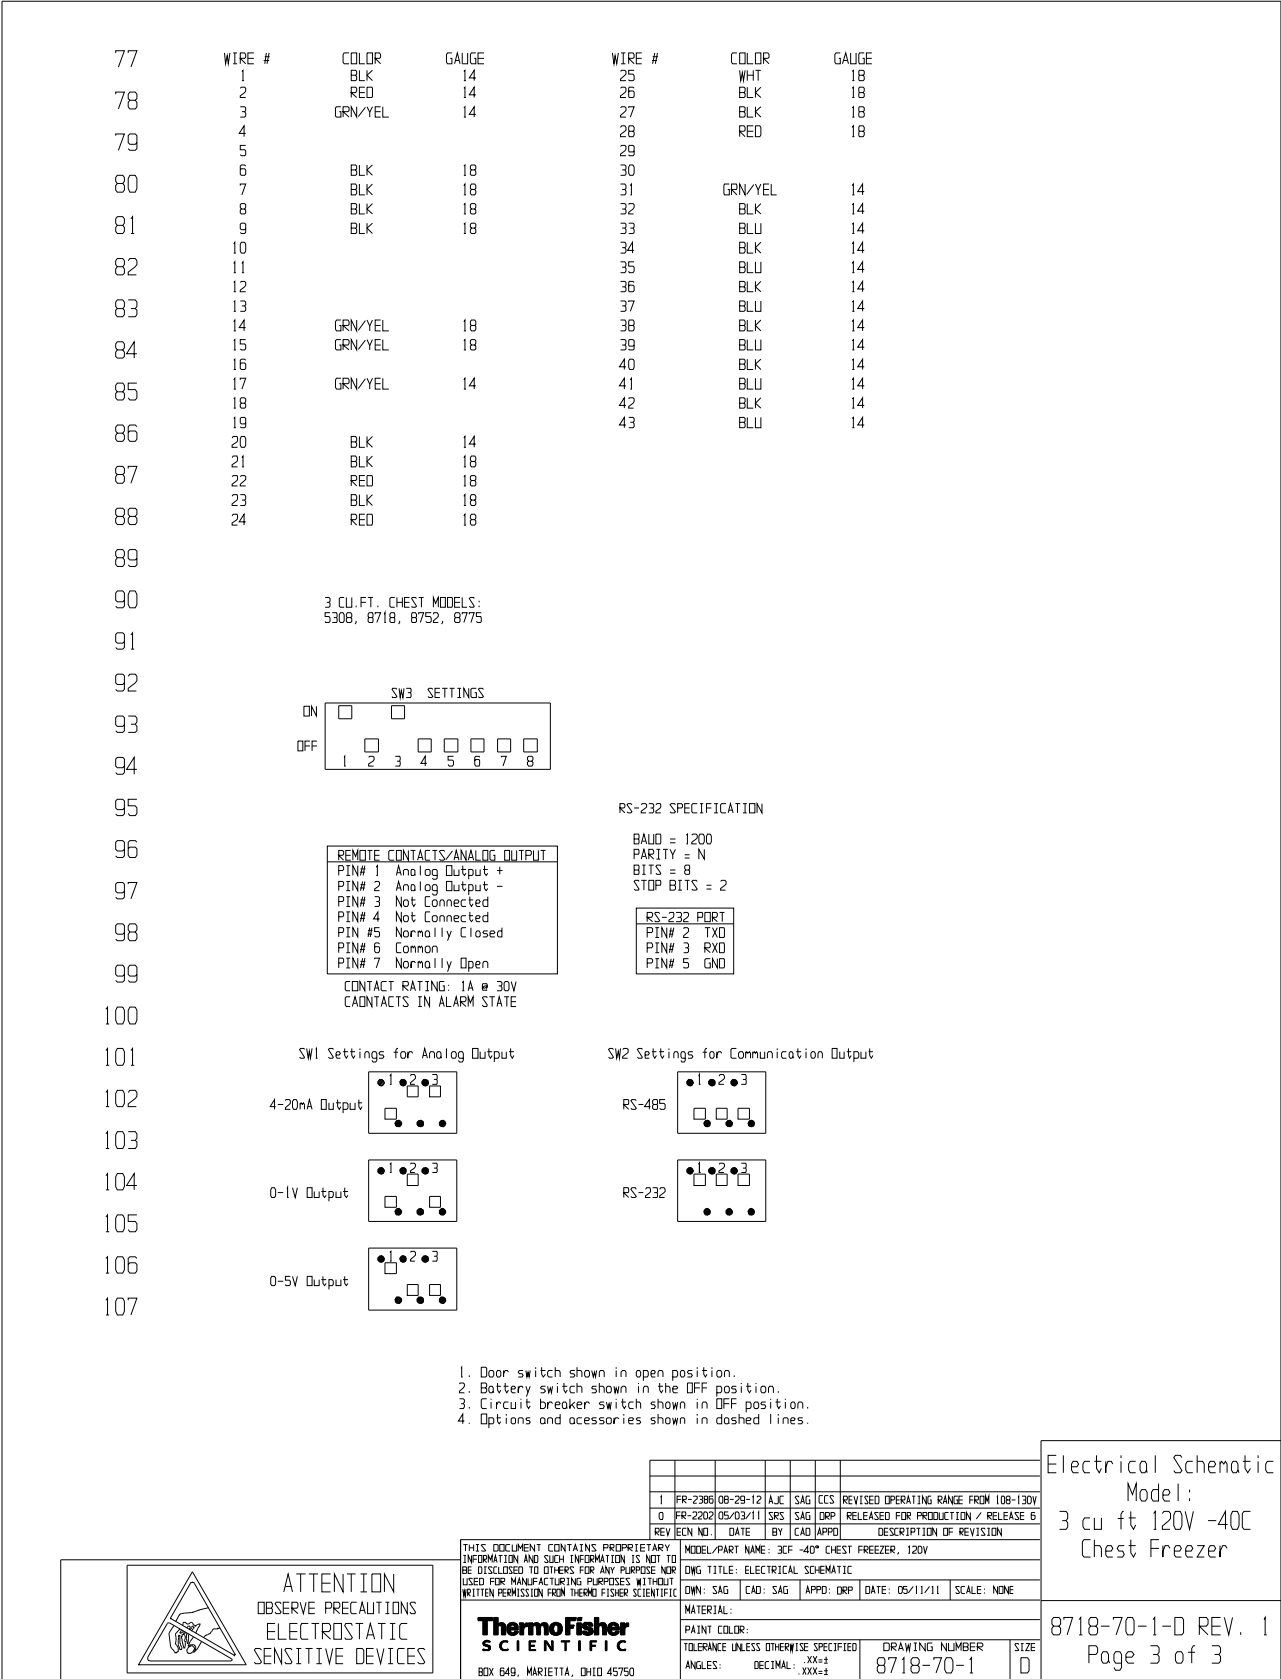 77
78
79
80
81
82
83
84
85
86
87
88
89
90
91
92
93
94
95
96
97
98
99
100
101
102
103
104
105
106
107
WIRE # COLOR GAUGE
1 BLK 14
2 RED 14
3 GRN/YEL 14
4
5
6 BLK 18
7 BLK 18
8 BLK 18
9 BLK 18
10
11
12
13
14 GRN/YEL 18
15 GRN/YEL 18
16
17 GRN/YEL 14
18
19
20 BLK 14
21 BLK 18
22 RED 18
23 BLK 18
24 RED 18
WIRE # COLOR GAUGE
25 WHT 18
26 BLK 18
27 BLK 18
28 RED 18
29
30
31 GRN/YEL 14
32 BLK 14
33 BLU 14
34 BLK 14
35 BLU 14
36 BLK 14
37 BLU 14
38 BLK 14
39 BLU 14
40 BLK 14
41 BLU 14
42 BLK 14
43 BLU 14
3 CU.FT. CHEST MODELS:
5308, 8718, 8752, 8775
SW3 SETTINGS
ON
OFF
1 2 3 4 5 6 7 8
REMOTE CONTACTS/ANALOG OUTPUT
PIN# 1 Analog Output +
PIN# 2 Analog Output -
PIN# 3 Not Connected
PIN# 4 Not Connected
PIN #5 Normally Closed
PIN# 6 Common
PIN# 7 Normally Open
CONTACT RATING: 1A @ 30V
CAONTACTS IN ALARM STATE
RS-232 SPECIFICATION
BAUD = 1200
PARITY = N
BITS = 8
STOP BITS = 2
RS-232 PORT
PIN# 2 TXD
PIN# 3 RXD
PIN# 5 GND
SW1 Settings for Analog Output
4-20mA Output
1 2 3
0-1V Output
1 2 3
0-5V Output
1 2 3
SW2 Settings for Communication Output
RS-485
1 2 3
RS-232
1 2 3
1. Door switch shown in open position.
2. Battery switch shown in the OFF position.
3. Circuit breaker switch shown in OFF position.
4. Options and acessories shown in dashed lines.
ATTENTION
OBSERVE PRECAUTIONS
ELECTROSTATIC
SENSITIVE DEVICES
THIS DOCUMENT CONTAINS PROPRIETARY
INFORMATION AND SUCH INFORMATION IS NOT TO
BE DISCLOSED TO OTHERS FOR ANY PURPOSE NOR
USED FOR MANUFACTURING PURPOSES WITHOUT
WRITTEN PERMISSION FROM THERMO FISHER SCIENTIFIC
ThermoFisher
SCIENTIFIC
BOX 649, MARIETTA, OHIO 45750
1 FR-2386 08-29-12 AJC SAG CCS REVISED OPERATING RANGE FROM 108-130V
0 FR-2202 05/03/11 SRS SAG DRP RELEASED FOR PRODUCTION / RELEASE 6
REV ECN NO. DATE BY CAD APPD DESCRIPTION OF REVISION
MODEL/PART NAME: 3CF -40° CHEST FREEZER, 120V
DWG TITLE: ELECTRICAL SCHEMATIC
DWN: SAG CAD: SAG APPD: DRP DATE: 05/11/11 SCALE: NONE
MATERIAL:
PAINT COLOR:
TOLERANCE UNLESS OTHERWISE SPECIFIED
ANGLES: DECIMAL: .XX=±
.XXX=±
DRAWING NUMBER
8718-70-1
SIZE
D
Electrical Schematic
Model:
3 cu ft 120V -40C
Chest Freezer
8718-70-1-D REV. 1
Page 3 of 3